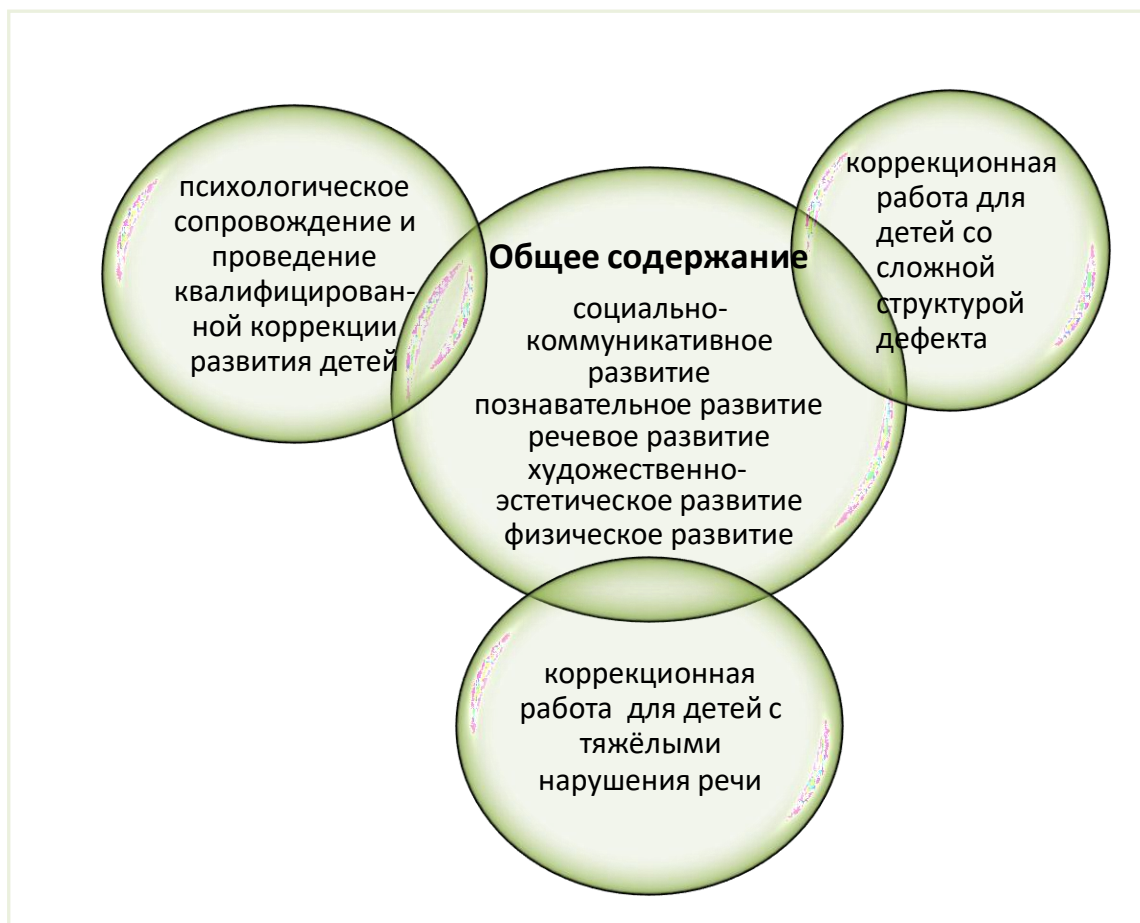 психологическое
сопровождение и
проведение
квалифицирован-
ной коррекции
развития детей
Общее содержание
социально-
коммуникативное
развитие
познавательное развитие
речевое развитие
художественно-
эстетическое развитие
физическое развитие
коррекционная
работа для
детей со
сложной
структурой
дефекта
коррекционная
работа для детей с
тяжёлыми
нарушения речи